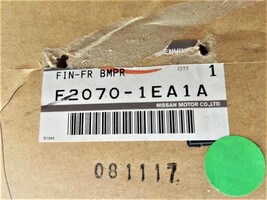 FIN-FR BMPR
QTY 1
F2070-1EA1A
NISSAN MOTOR CO.,LTD.
081117